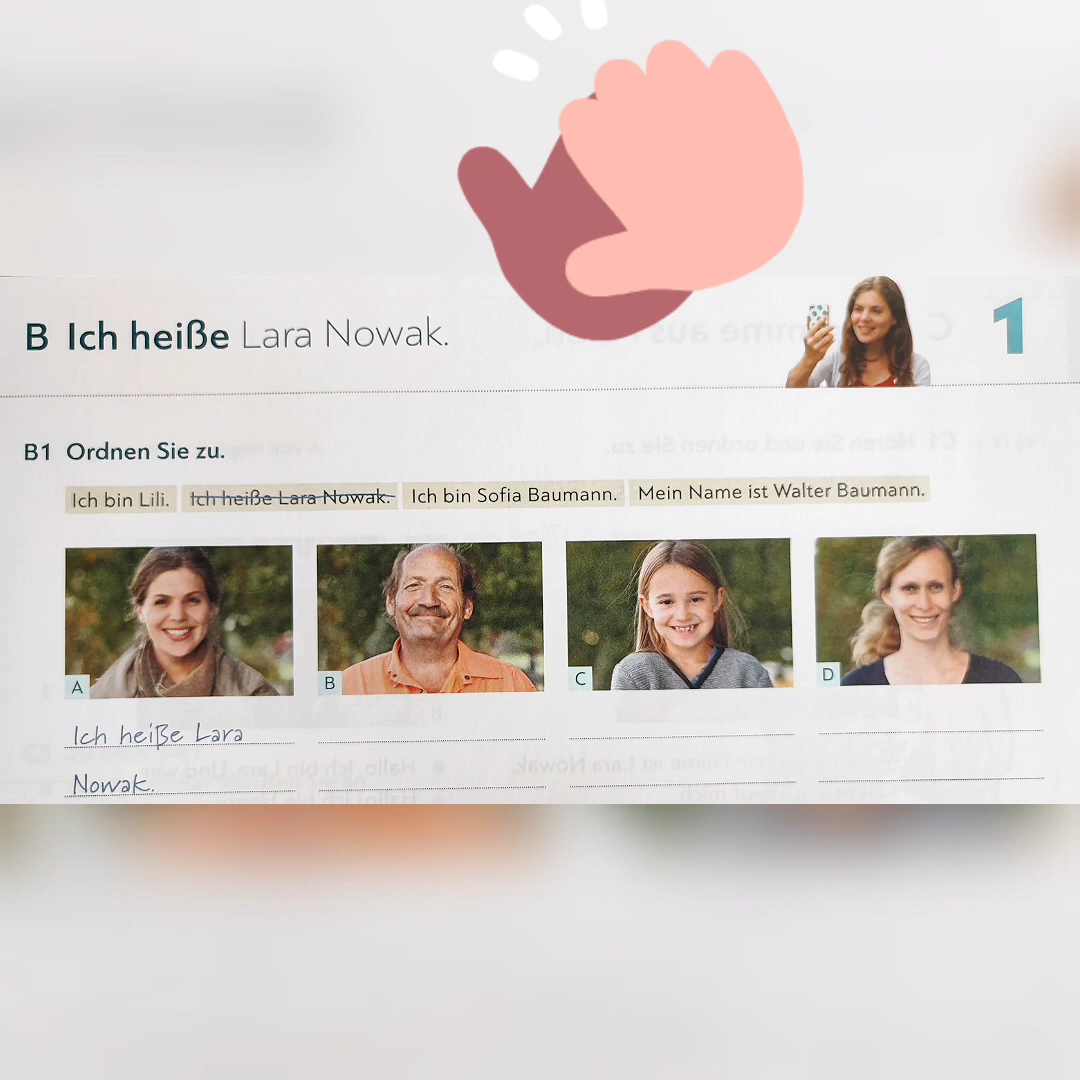 B Ich heiße Lara Nowak.
1
B1 Ordnen Sie zu.
Ich bin Lili. Ich heiße Lara Nowak. Ich bin Sofia Baumann. Mein Name ist Walter Baumann.
A B C D
Ich heiße Lara
Nowak.